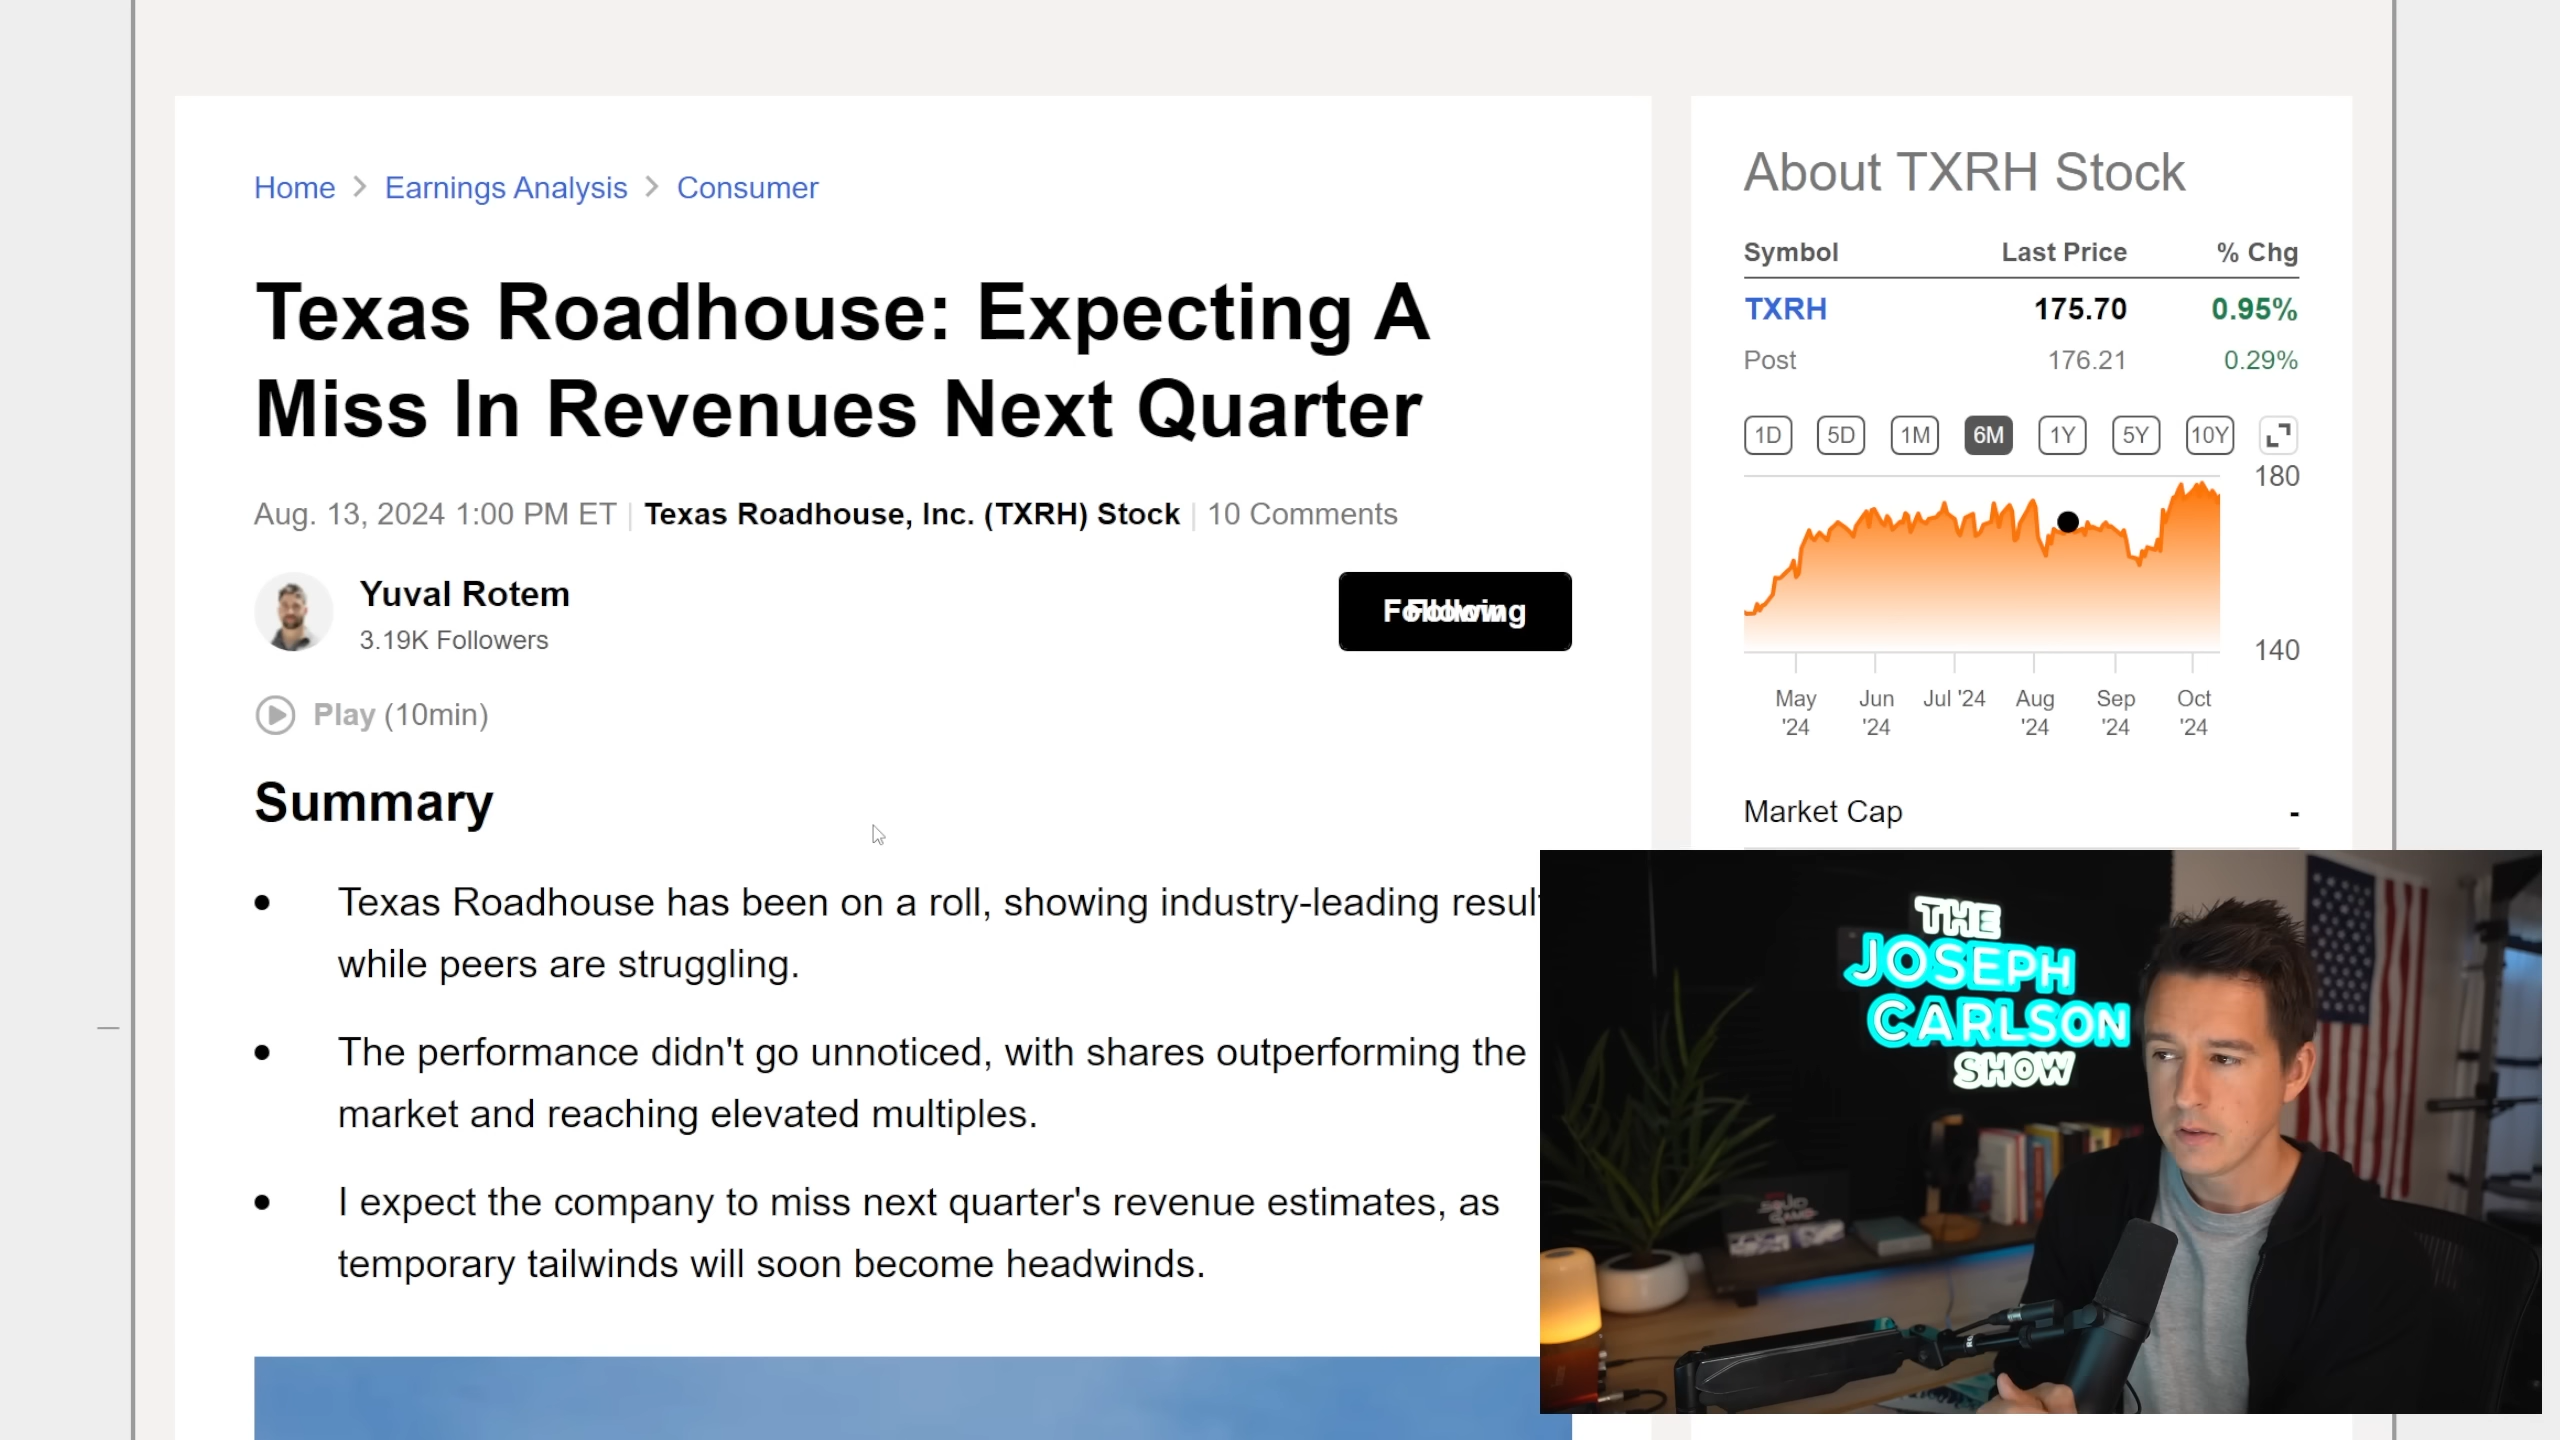 Home > Earnings Analysis > Consumer
Texas Roadhouse: Expecting A
Miss In Revenues Next Quarter
Aug. 13, 2024 1:00 PM ET | Texas Roadhouse, Inc. (TXRH) Stock | 10 Comments
Yuval Rotem
3.19K Followers
Following
Follow
Play (10min)
Summary
• Texas Roadhouse has been on a roll, showing industry-leading result
while peers are struggling.
• The performance didn't go unnoticed, with shares outperforming the
market and reaching elevated multiples.
• I expect the company to miss next quarter's revenue estimates, as
temporary tailwinds will soon become headwinds.
About TXRH Stock
Symbol Last Price % Chg
TXRH 175.70 0.95%
Post 176.21 0.29%
1D 5D 1M 6M 1Y 5Y 10Y
180
140
May Jun Jul '24 Aug Sep Oct
'24 '24 '24 '24 '24
Market Cap -
THE
JOSEPH
CARLSON
SHOW